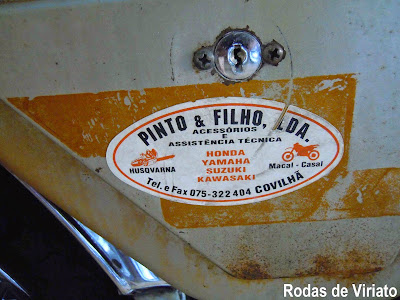 PINTO & FILHO, LDA.
ACESSÓRIOS
E
ASSISTÊNCIA TÉCNICA
HONDA
YAMAHA
SUZUKI
KAWASAKI
HUSQVARNA
Macal - Casal
Tel. e Fax 075-322 404 COVILHÃ
Rodas de Viriato